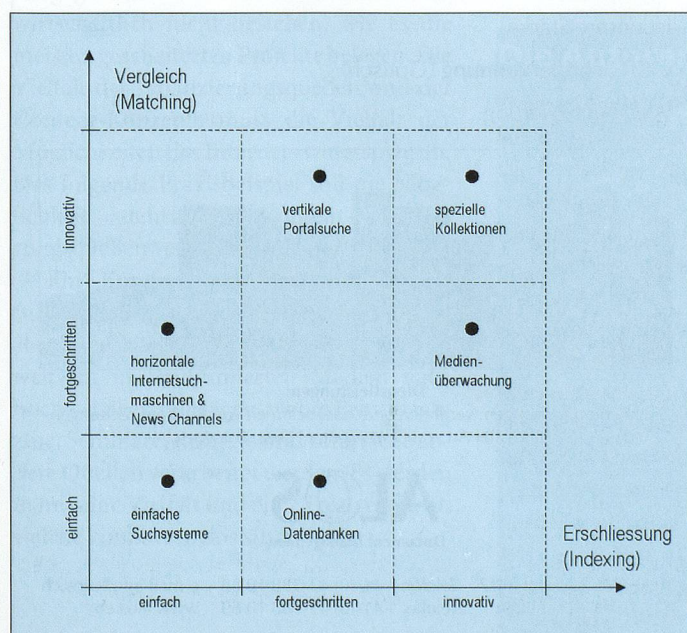 Vergleich
(Matching)
innovativ
vertikale
Portalsuche
spezielle
Kollektionen
fortgeschritten
horizontale
Internetsuch-
maschinen &
News Channels
Medien-
überwachung
einfach
einfache
Suchsysteme
Online-
Datenbanken
Erschliessung
(Indexing)
einfach
fortgeschritten
innovativ